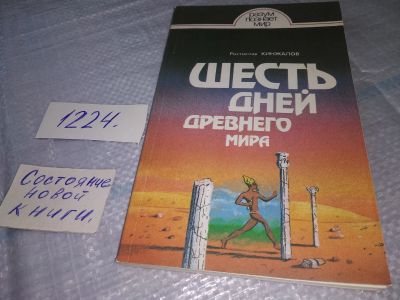 разум
познает
мир
Ростислав КИНЖАЛОВ
ШЕСТЬ
ДНЕЙ
ДРЕВНЕГО
МИРА
1224.
Состояние
новой
книги.